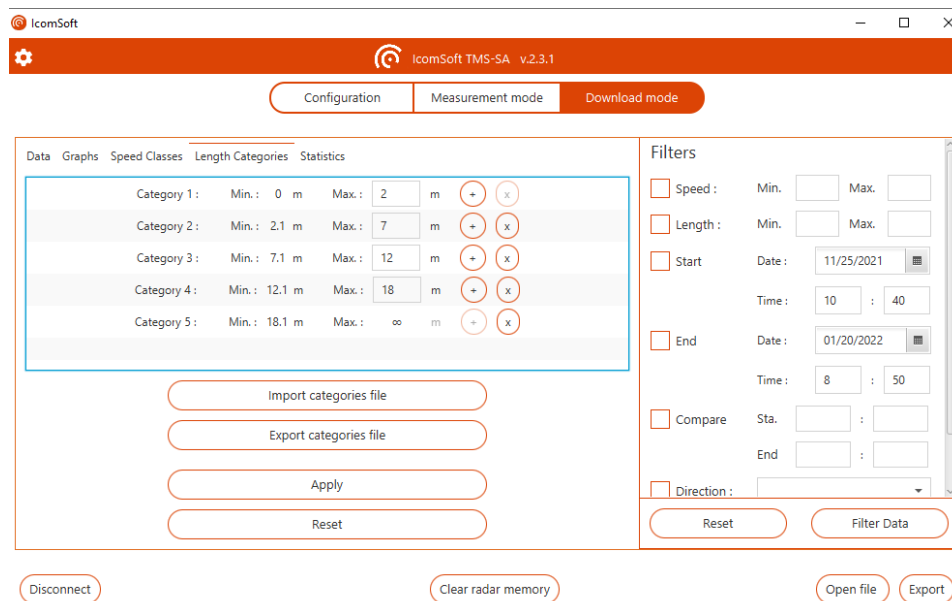 IcomSoft
IcomSoft TMS-SA v.2.3.1
Configuration Measurement mode Download mode
Data Graphs Speed Classes Length Categories Statistics
Category 1 : Min. : 0 m Max. : 2 m + x
Category 2 : Min. : 2.1 m Max. : 7 m + x
Category 3 : Min. : 7.1 m Max. : 12 m + x
Category 4 : Min. : 12.1 m Max. : 18 m + x
Category 5 : Min. : 18.1 m Max. : ∞ m + x
Import categories file
Export categories file
Apply
Reset
Filters
Speed : Min. Max.
Length : Min. Max.
Start Date : 11/25/2021
Time : 10 : 40
End Date : 01/20/2022
Time : 8 : 50
Compare Sta. :
End :
Direction :
Reset Filter Data
Disconnect Clear radar memory Open file Export